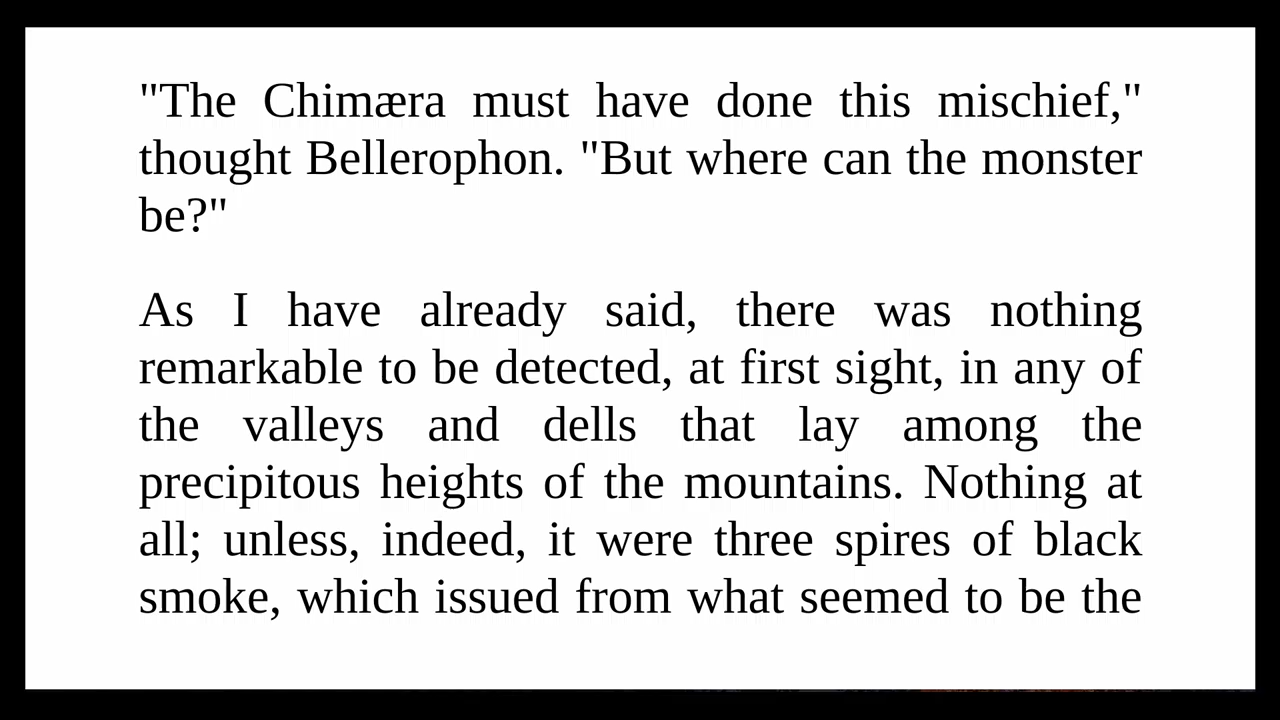 "The Chimæra must have done this mischief,"
thought Bellerophon. "But where can the monster
be?"
As I have already said, there was nothing
remarkable to be detected, at first sight, in any of
the valleys and dells that lay among the
precipitous heights of the mountains. Nothing at
all; unless, indeed, it were three spires of black
smoke, which issued from what seemed to be the